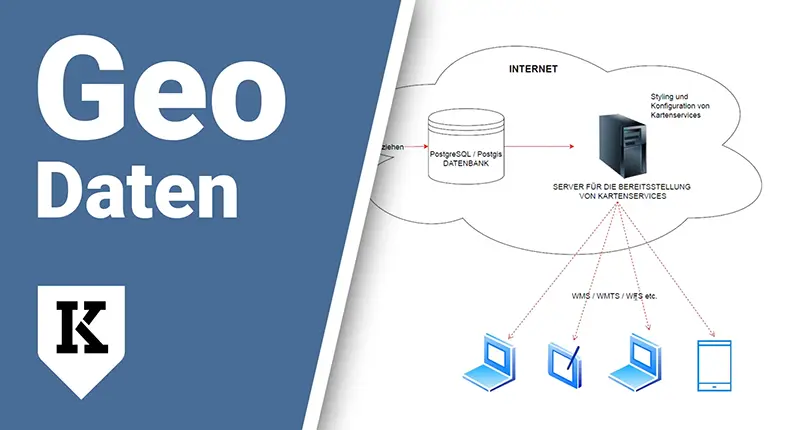 Geo
Daten
K
INTERNET
Styling und
Konfiguration von
Kartenservices
ziehen
PostgreSQL / Postgis
DATENBANK
SERVER FÜR DIE BEREITSSTELLUNG
VON KARTENSERVICES
WMS / WMTS / WFS etc.